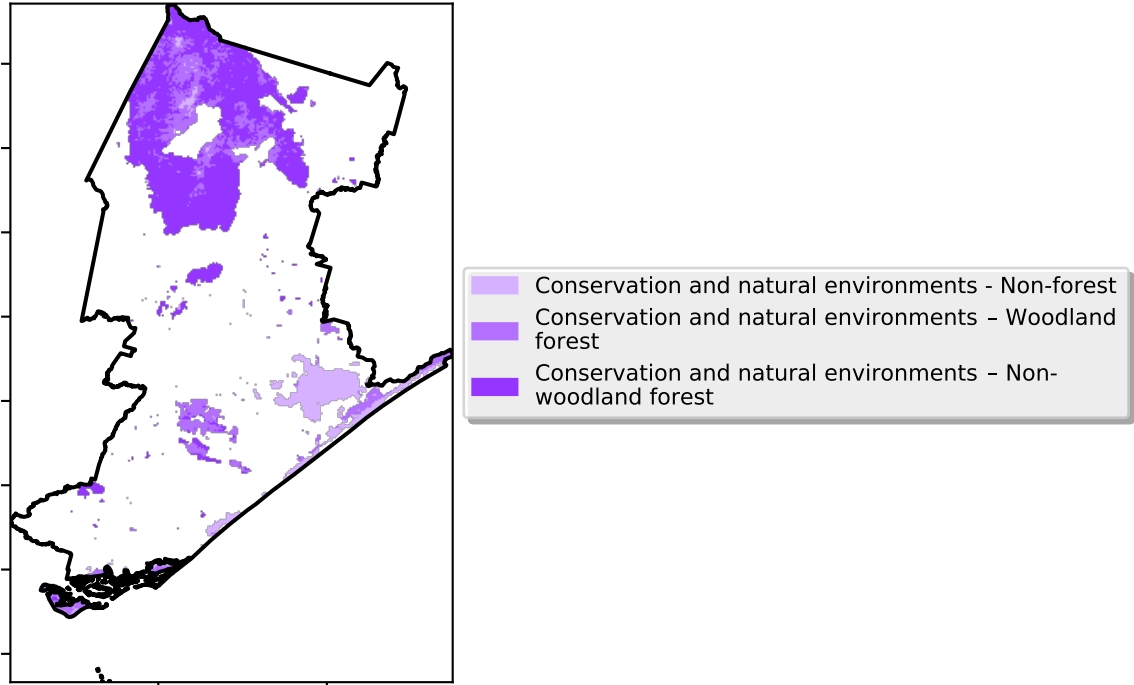 Conservation and natural environments - Non-forest
Conservation and natural environments – Woodland
forest
Conservation and natural environments – Non-
woodland forest